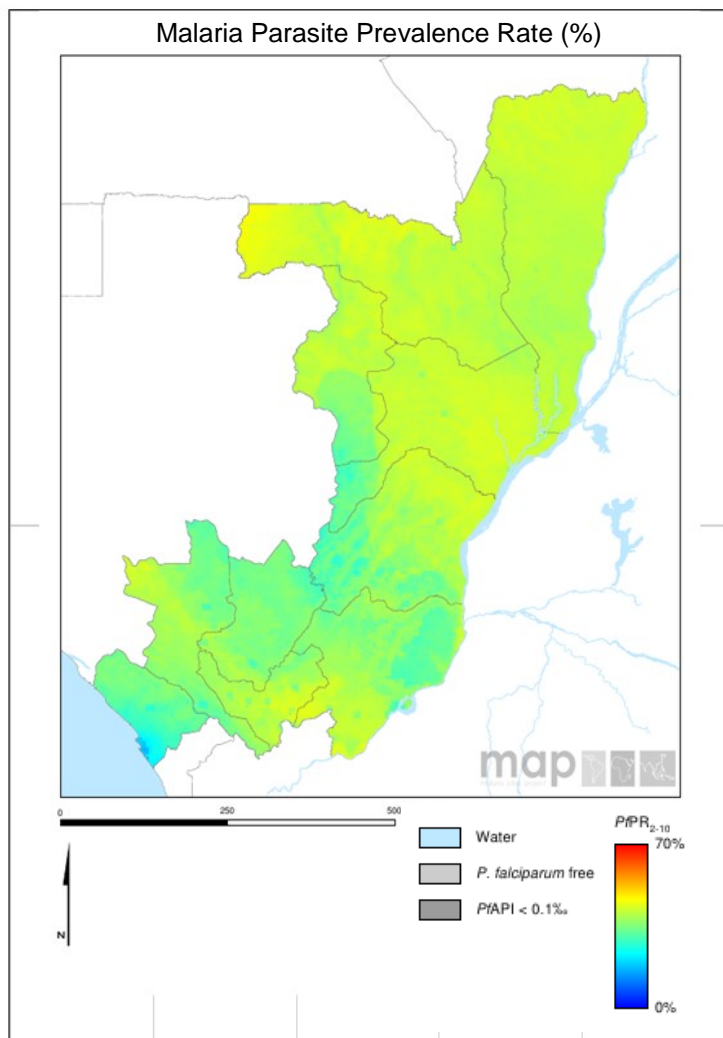 Malaria Parasite Prevalence Rate (%)
map
0 250 500
N
Water
P. falciparum free
PfAPI < 0.1‰
PfPR2-10
70%
0%